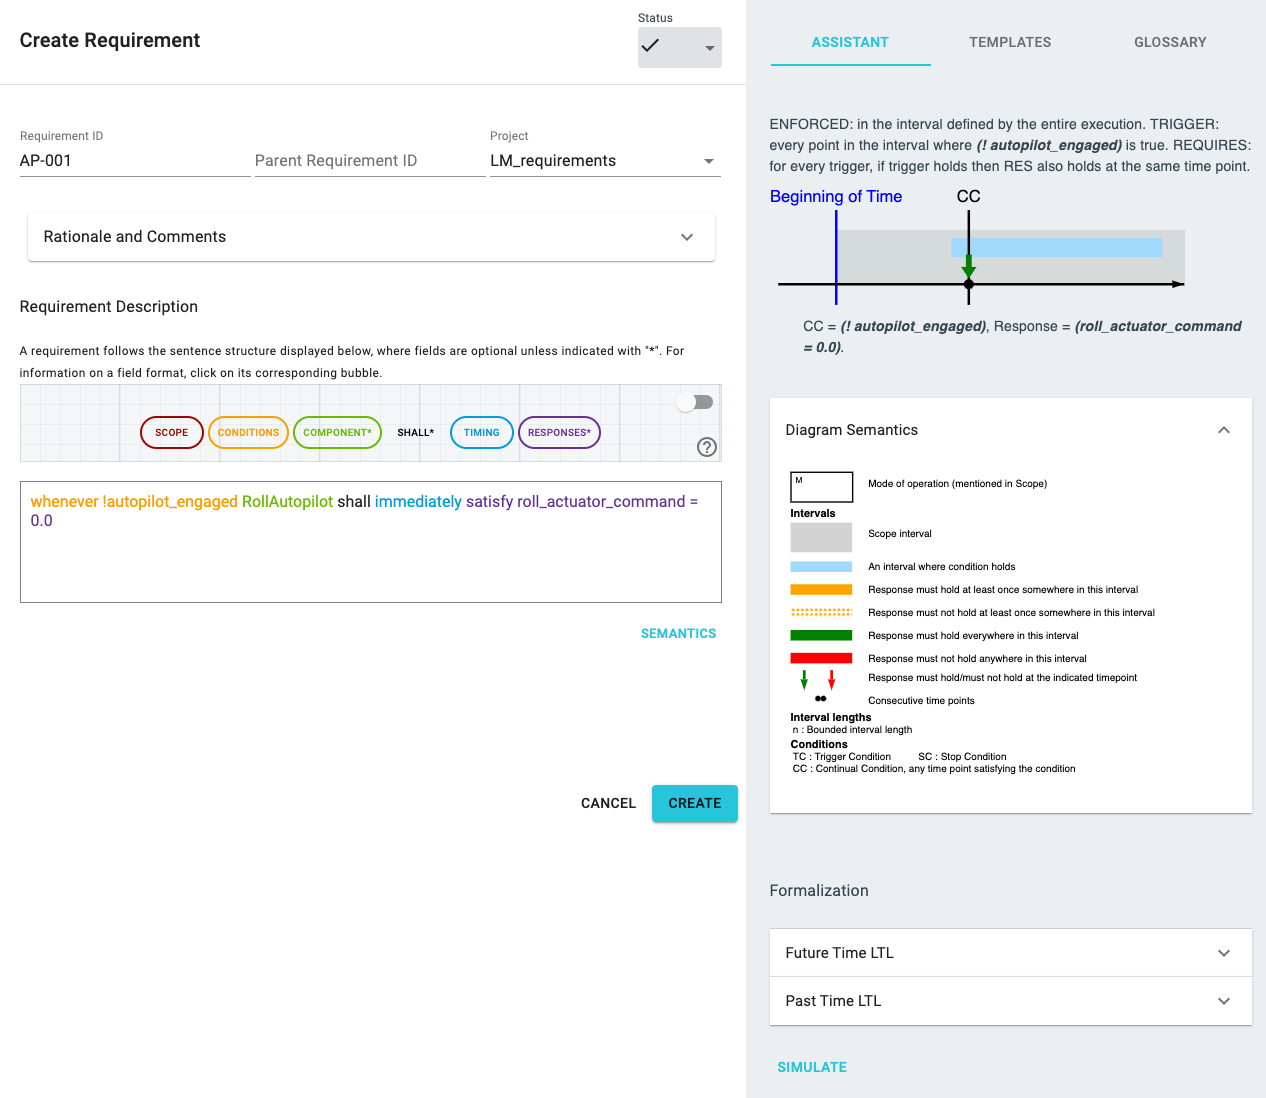 Create Requirement
Status
Requirement ID
AP-001
Parent Requirement ID
Project
LM_requirements
Rationale and Comments
Requirement Description
A requirement follows the sentence structure displayed below, where fields are optional unless indicated with "*". For
information on a field format, click on its corresponding bubble.
SCOPE CONDITIONS COMPONENT* SHALL* TIMING RESPONSES*
?
whenever !autopilot_engaged RollAutopilot shall immediately satisfy roll_actuator_command =
0.0
SEMANTICS
CANCEL CREATE
ASSISTANT TEMPLATES GLOSSARY
ENFORCED: in the interval defined by the entire execution. TRIGGER:
every point in the interval where (! autopilot_engaged) is true. REQUIRES:
for every trigger, if trigger holds then RES also holds at the same time point.
Beginning of Time CC
CC = (! autopilot_engaged), Response = (roll_actuator_command
= 0.0).
Diagram Semantics
M Mode of operation (mentioned in Scope)
Intervals
Scope interval
An interval where condition holds
Response must hold at least once somewhere in this interval
Response must not hold at least once somewhere in this interval
Response must hold everywhere in this interval
Response must not hold anywhere in this interval
Response must hold/must not hold at the indicated timepoint
Consecutive time points
Interval lengths
n : Bounded interval length
Conditions
TC : Trigger Condition SC : Stop Condition
CC : Continual Condition, any time point satisfying the condition
Formalization
Future Time LTL
Past Time LTL
SIMULATE